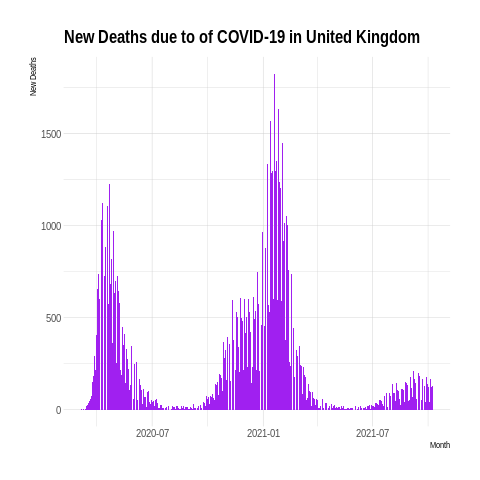 New Deaths due to of COVID-19 in United Kingdom
New Deaths
1500
1000
500
0
2020-07
2021-01
2021-07
Month